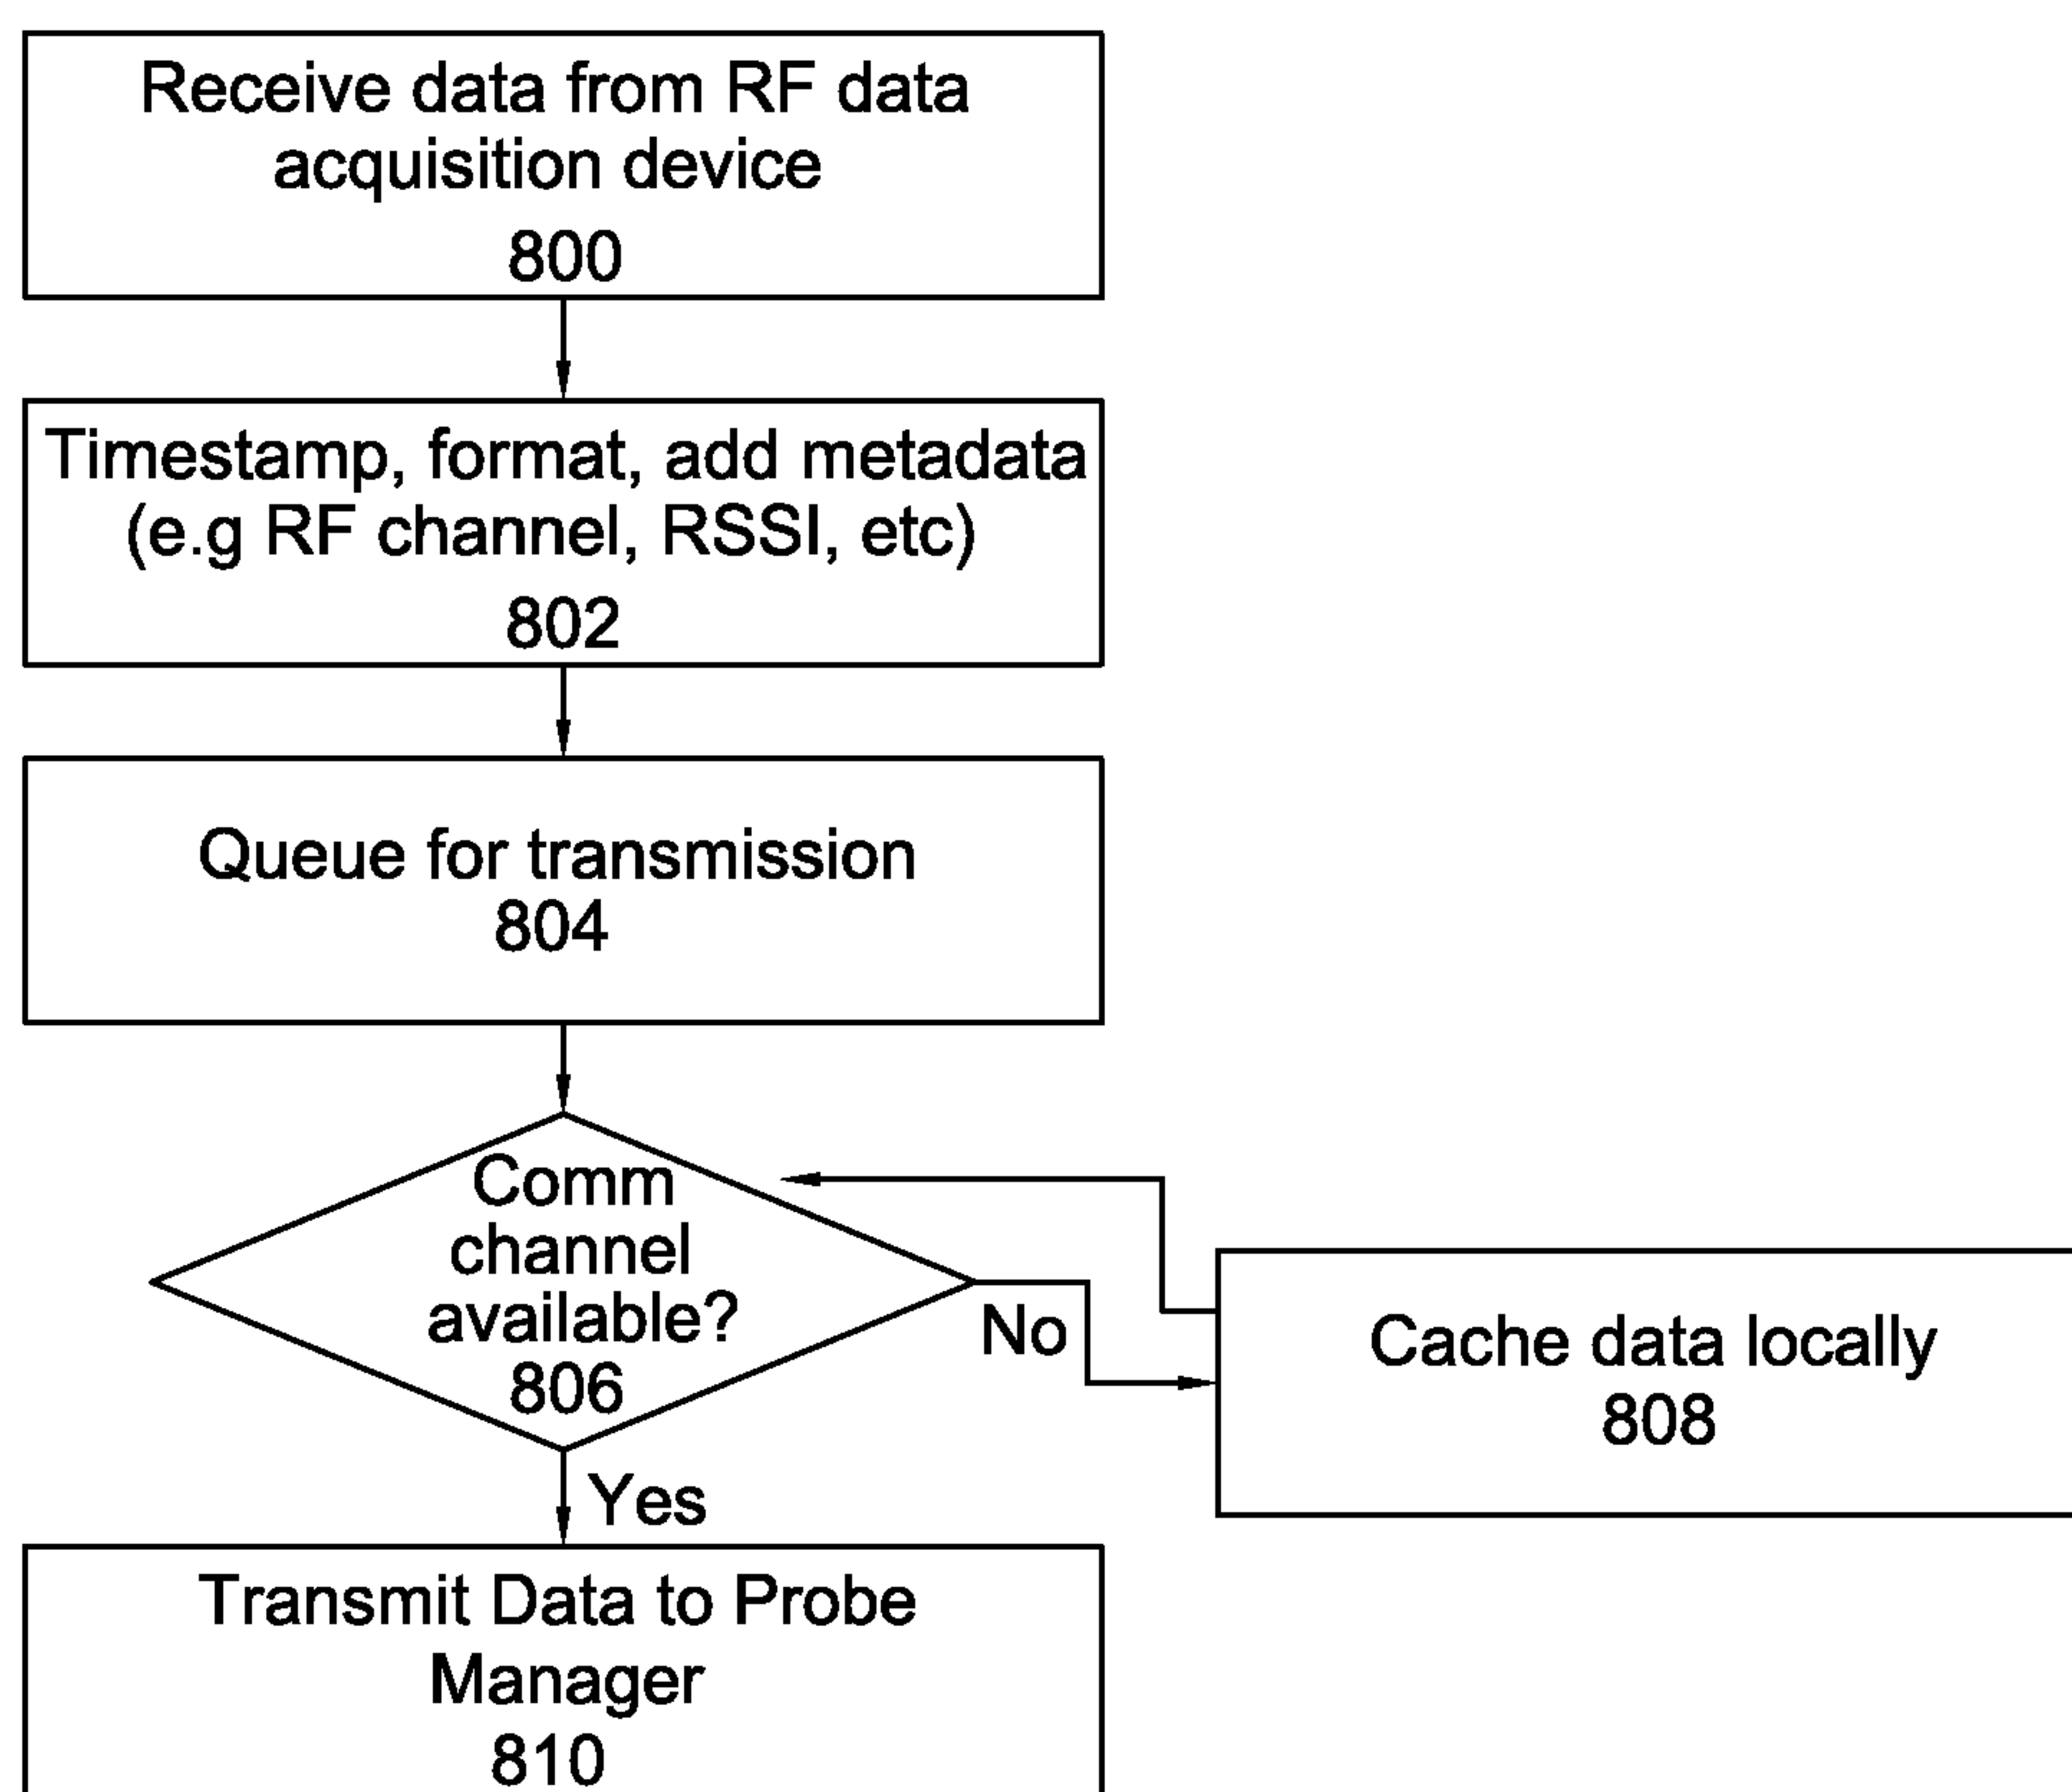 Receive data from RF data
acquisition device
800
Timestamp, format, add metadata
(e.g RF channel, RSSI, etc)
802
Queue for transmission
804
Comm
channel
available?
806
No
Cache data locally
808
Yes
Transmit Data to Probe
Manager
810